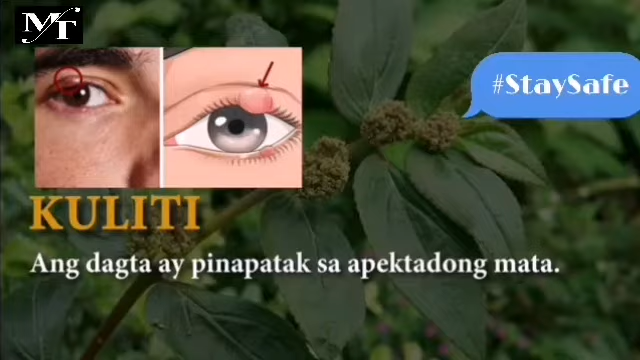 MT
#StaySafe
KULITI
Ang dagta ay pinapatak sa apektadong mata.